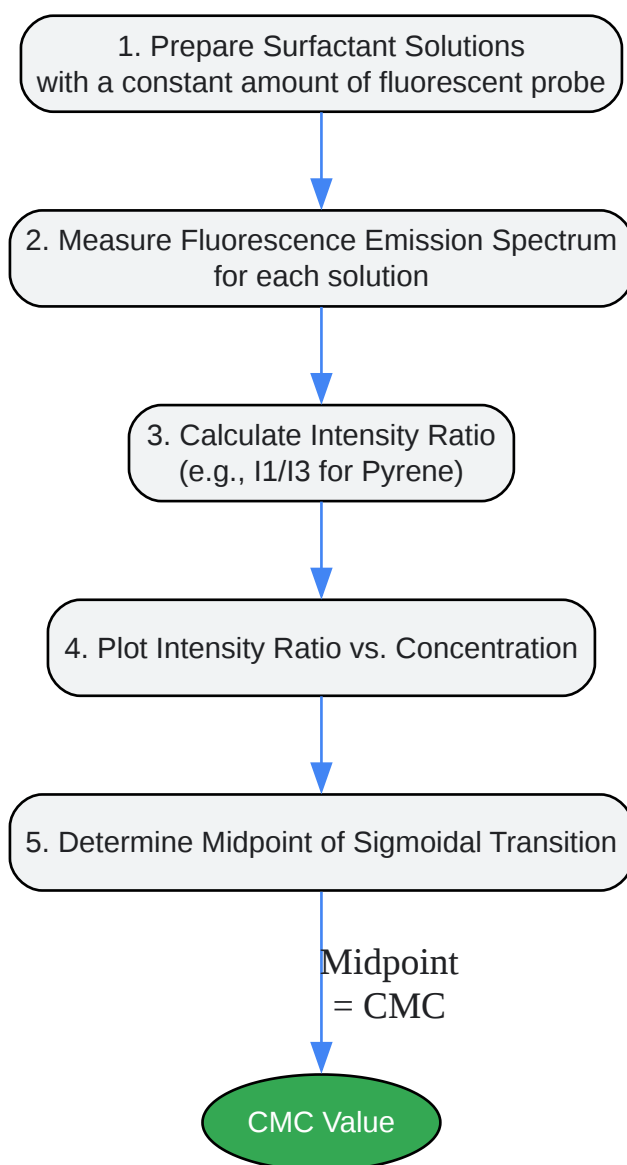 1. Prepare Surfactant Solutions
with a constant amount of fluorescent probe
2. Measure Fluorescence Emission Spectrum
for each solution
3. Calculate Intensity Ratio
(e.g., I1/I3 for Pyrene)
4. Plot Intensity Ratio vs. Concentration
5. Determine Midpoint of Sigmoidal Transition
Midpoint
= CMC
CMC Value